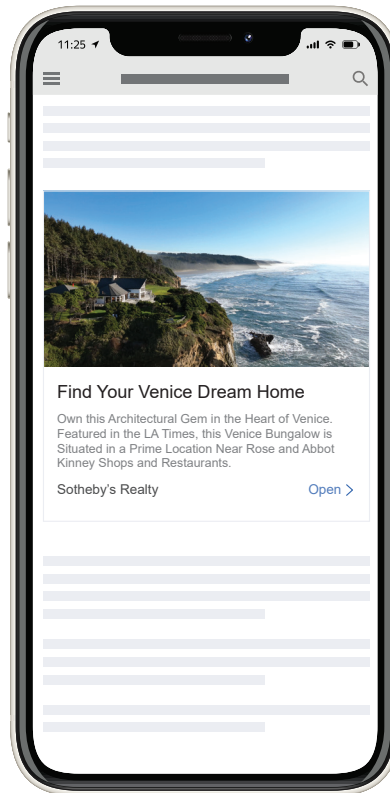 11:25
Find Your Venice Dream Home
Own this Architectural Gem in the Heart of Venice.
Featured in the LA Times, this Venice Bungalow is
Situated in a Prime Location Near Rose and Abbot
Kinney Shops and Restaurants.
Sotheby's Realty
Open